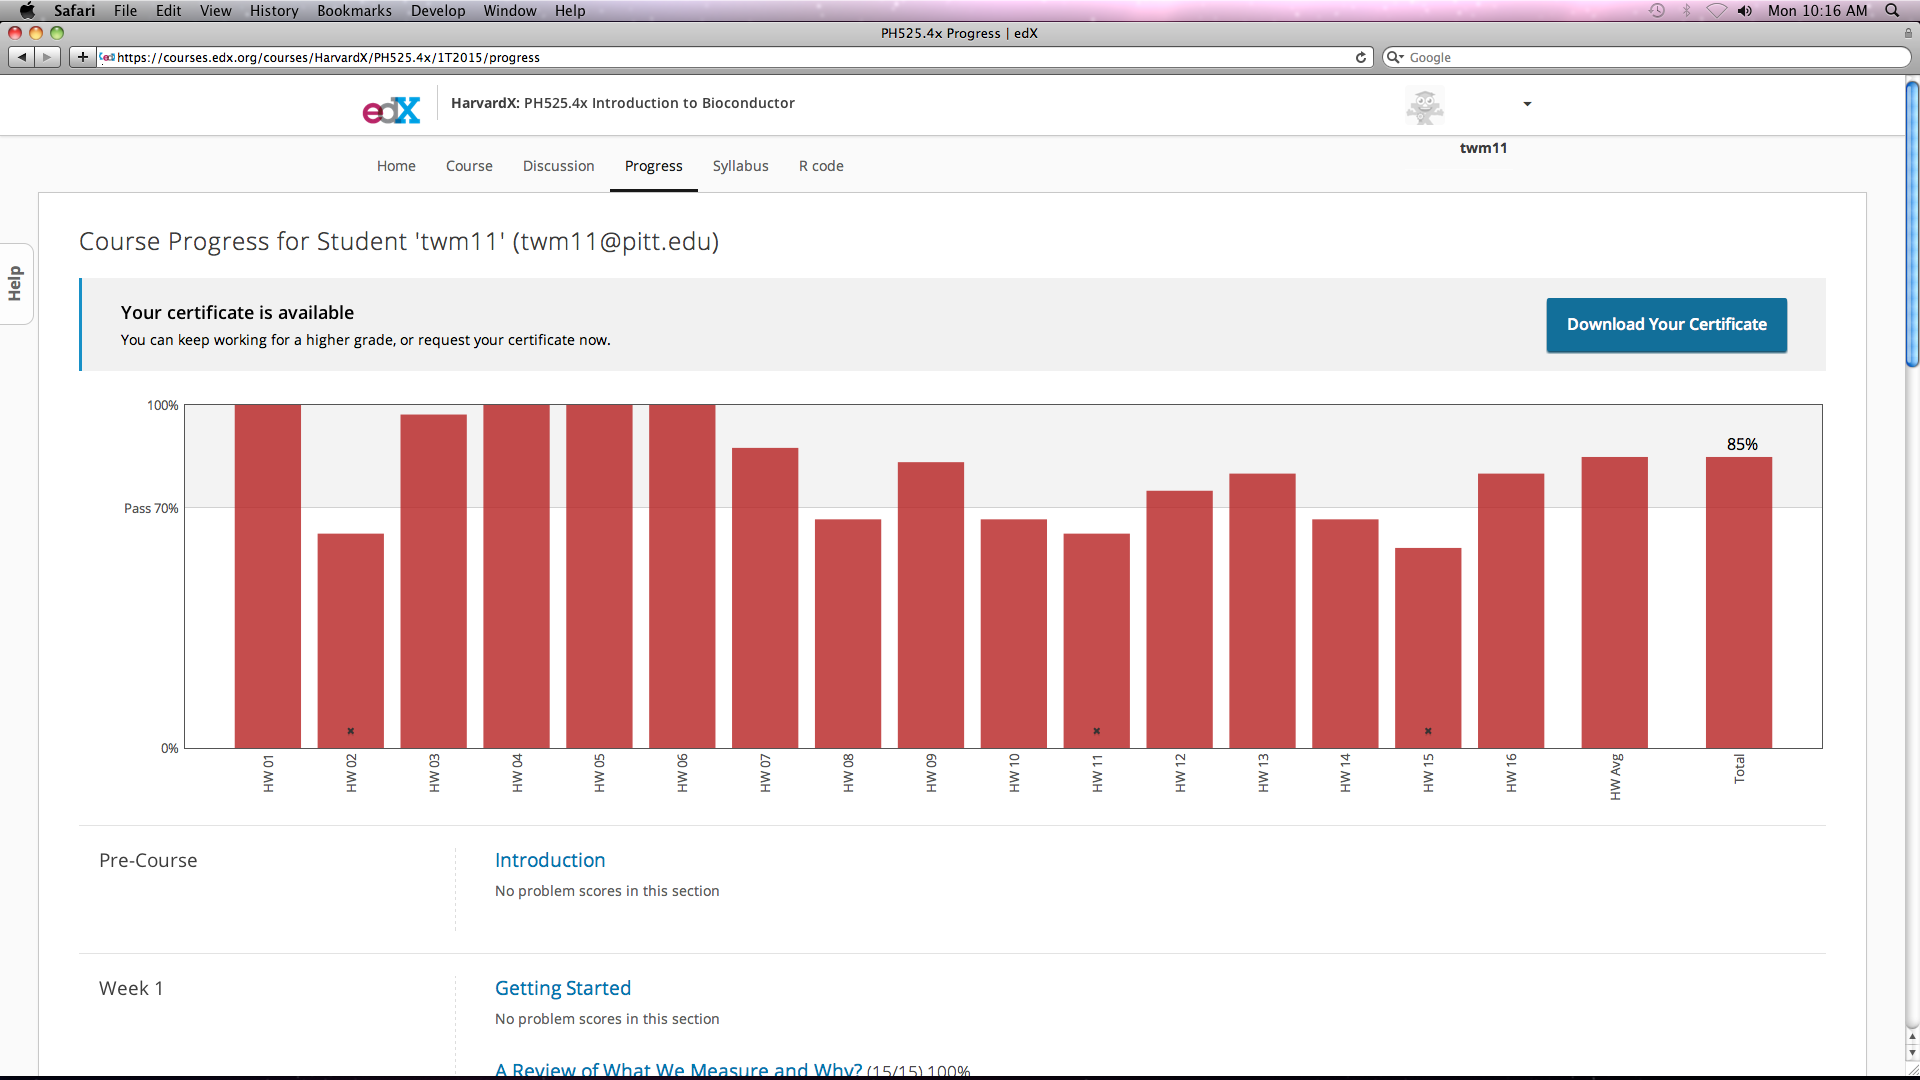 Safari File Edit View History Bookmarks Develop Window Help Mon 10:16 AM
PH525.4x Progress | edX
https://courses.edx.org/courses/HarvardX/PH525.4x/1T2015/progress Google
edX HarvardX: PH525.4x Introduction to Bioconductor
twm11
Home Course Discussion Progress Syllabus R code
Help
Course Progress for Student 'twm11' (twm11@pitt.edu)
Your certificate is available
You can keep working for a higher grade, or request your certificate now.
Download Your Certificate
100%
85%
Pass 70%
0%
HW 01 HW 02 HW 03 HW 04 HW 05 HW 06 HW 07 HW 08 HW 09 HW 10 HW 11 HW 12 HW 13 HW 14 HW 15 HW 16 HW Avg Total
Pre-Course Introduction
No problem scores in this section
Week 1 Getting Started
No problem scores in this section
A Review of What We Measure and Why? (15/15) 100%